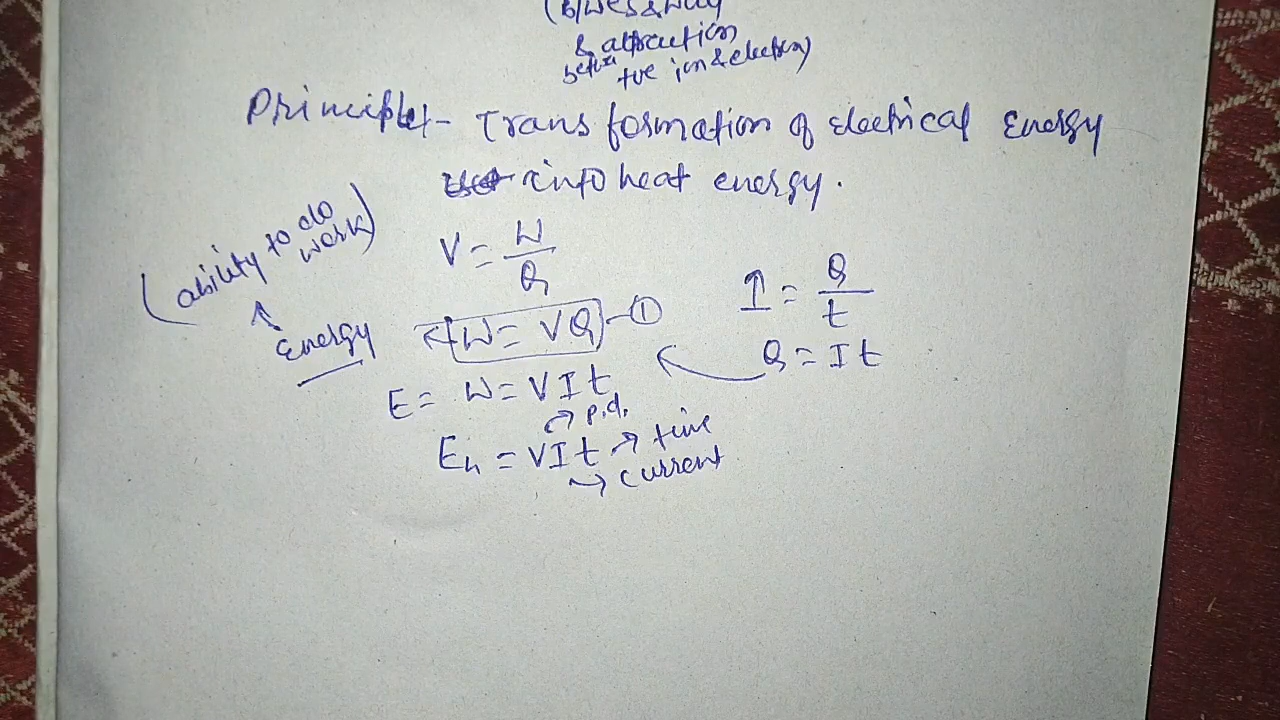 & attraction
+ve ion & electron)
Principle:- Transformation of electrical Energy
into heat energy.
(ability to do work)
V = W/Q
I = Q/t
Energy
W = VQ - ①
Q = It
E = W = VIt
p.d.
Eh = VIt → time
→ current